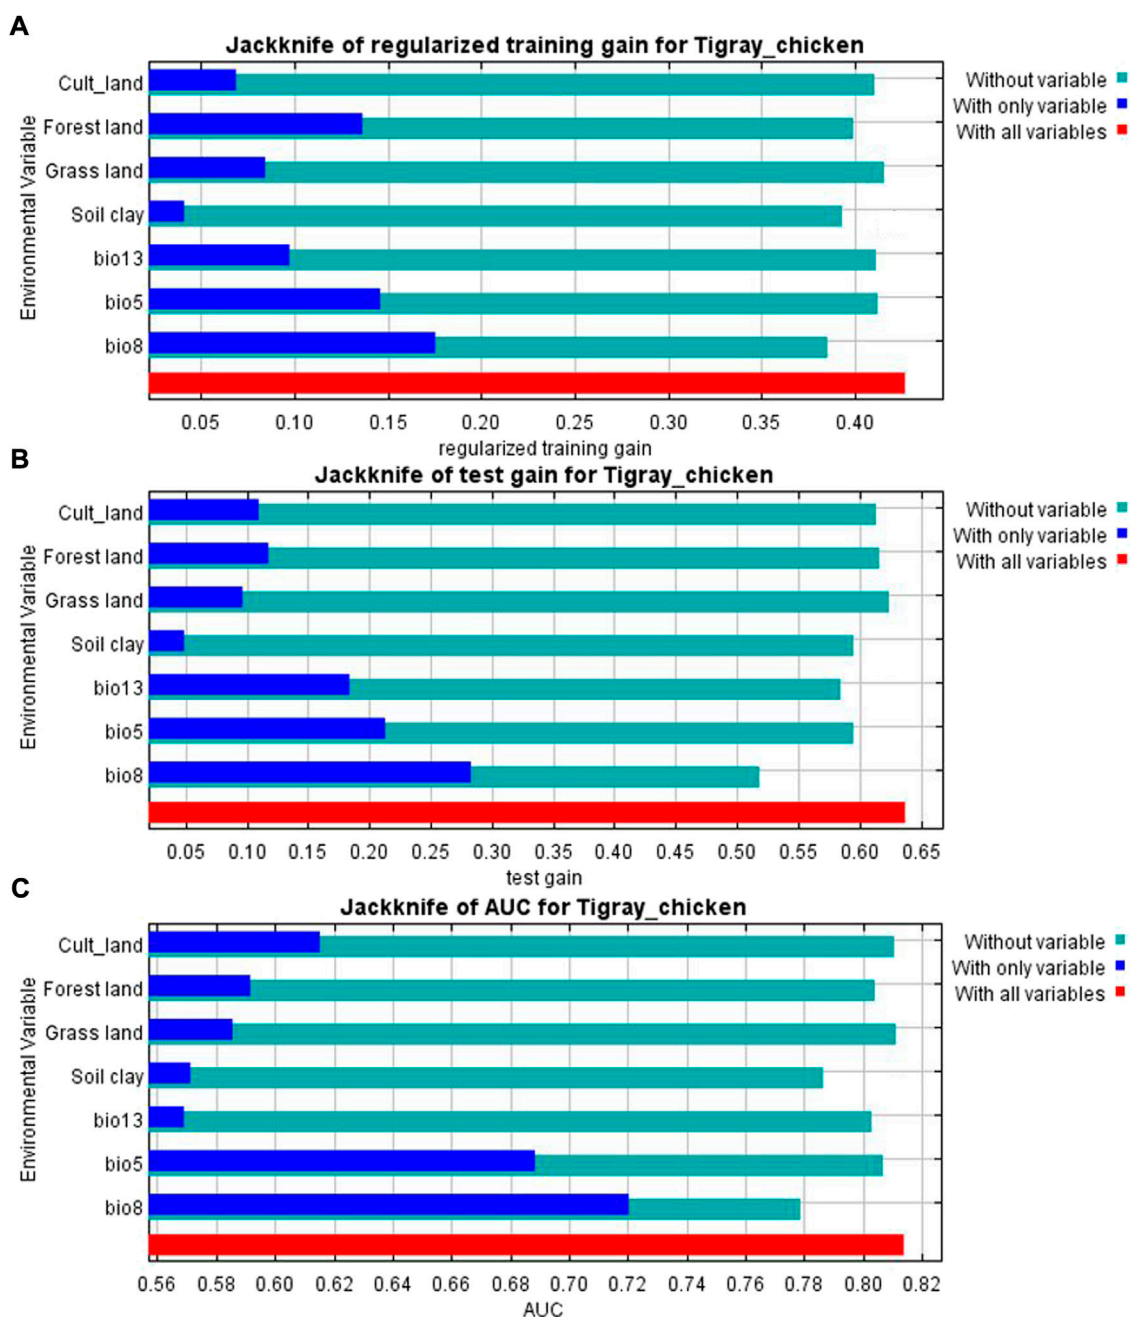 A
Jackknife of regularized training gain for Tigray_chicken
Environmental Variable
Cult_land
Forest land
Grass land
Soil clay
bio13
bio5
bio8
Without variable
With only variable
With all variables
0.05 0.10 0.15 0.20 0.25 0.30 0.35 0.40
regularized training gain
B
Jackknife of test gain for Tigray_chicken
Environmental Variable
Cult_land
Forest land
Grass land
Soil clay
bio13
bio5
bio8
Without variable
With only variable
With all variables
0.05 0.10 0.15 0.20 0.25 0.30 0.35 0.40 0.45 0.50 0.55 0.60 0.65
test gain
C
Jackknife of AUC for Tigray_chicken
Environmental Variable
Cult_land
Forest land
Grass land
Soil clay
bio13
bio5
bio8
Without variable
With only variable
With all variables
0.56 0.58 0.60 0.62 0.64 0.66 0.68 0.70 0.72 0.74 0.76 0.78 0.80 0.82
AUC